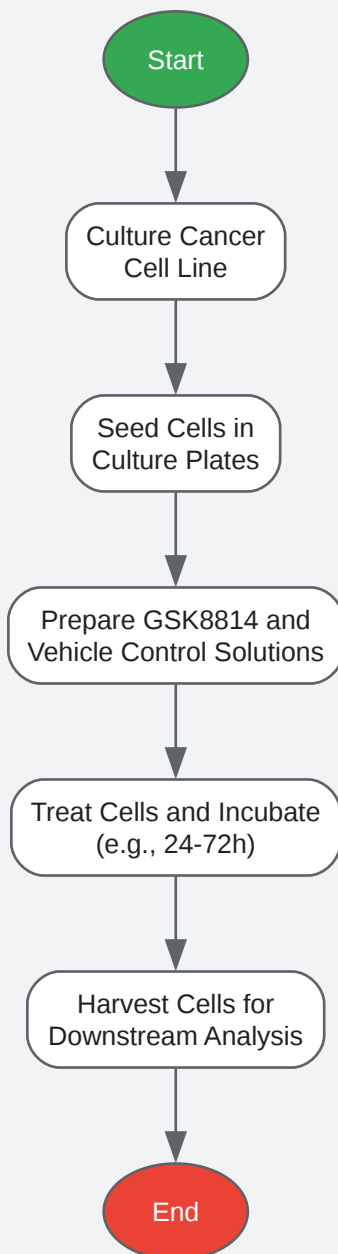 Start
Culture Cancer
Cell Line
Seed Cells in
Culture Plates
Prepare GSK8814 and
Vehicle Control Solutions
Treat Cells and Incubate
(e.g., 24-72h)
Harvest Cells for
Downstream Analysis
End